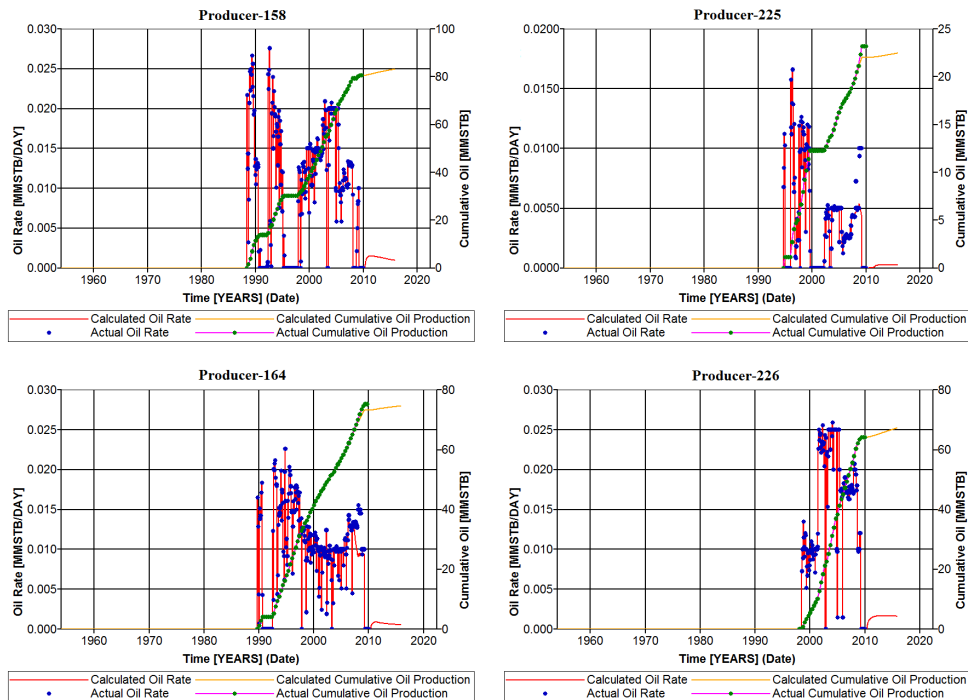 Producer-158
0.030
0.025
0.020
0.015
0.010
0.005
0.000
Oil Rate [MMSTB/DAY]
100
80
60
40
20
0
Cumulative Oil [MMSTB]
1960 1970 1980 1990 2000 2010 2020
Time [YEARS] (Date)
Calculated Oil Rate Calculated Cumulative Oil Production
Actual Oil Rate Actual Cumulative Oil Production
Producer-225
0.0200
0.0150
0.0100
0.0050
0.0000
Oil Rate [MMSTB/DAY]
25
20
15
10
5
0
Cumulative Oil [MMSTB]
1960 1970 1980 1990 2000 2010 2020
Time [YEARS] (Date)
Calculated Oil Rate Calculated Cumulative Oil Production
Actual Oil Rate Actual Cumulative Oil Production
Producer-164
0.030
0.025
0.020
0.015
0.010
0.005
0.000
Oil Rate [MMSTB/DAY]
80
60
40
20
0
Cumulative Oil [MMSTB]
1960 1970 1980 1990 2000 2010 2020
Time [YEARS] (Date)
Calculated Oil Rate Calculated Cumulative Oil Production
Actual Oil Rate Actual Cumulative Oil Production
Producer-226
0.030
0.025
0.020
0.015
0.010
0.005
0.000
Oil Rate [MMSTB/DAY]
80
60
40
20
0
Cumulative Oil [MMSTB]
1960 1970 1980 1990 2000 2010 2020
Time [YEARS] (Date)
Calculated Oil Rate Calculated Cumulative Oil Production
Actual Oil Rate Actual Cumulative Oil Production